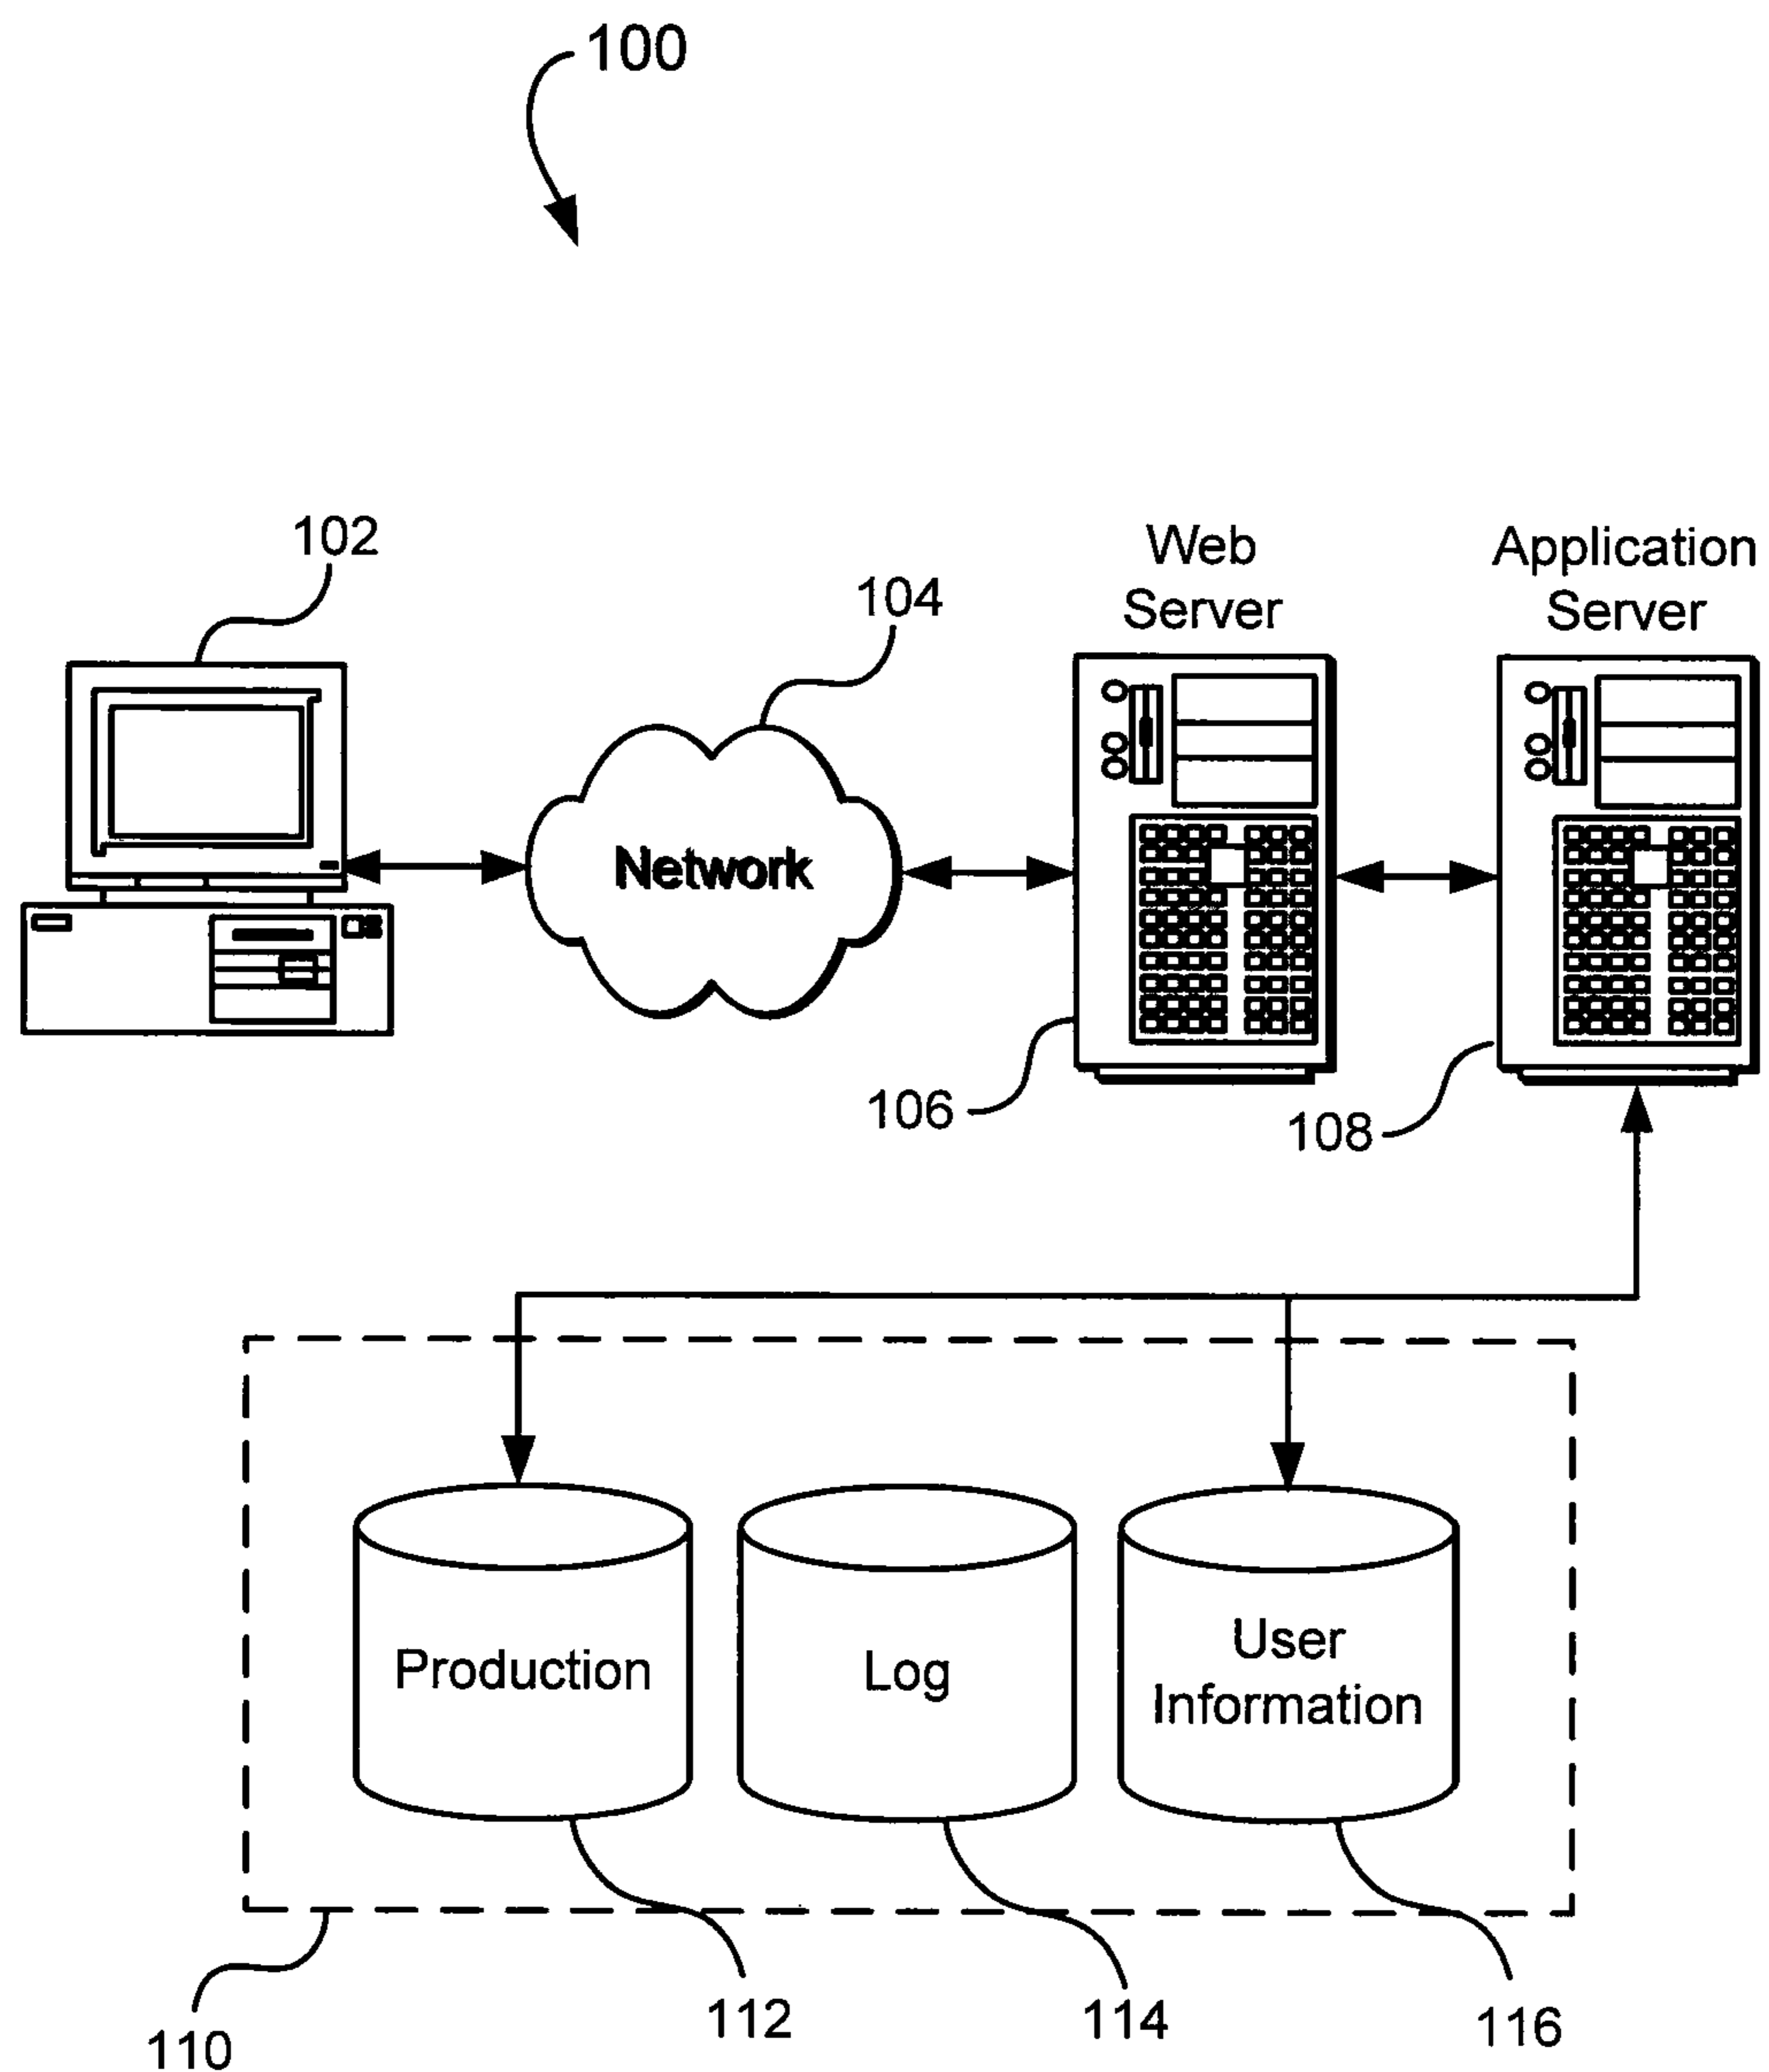 100
102
104
Web
Server
Application
Server
Network
106
108
Production
Log
User
Information
110
112
114
116